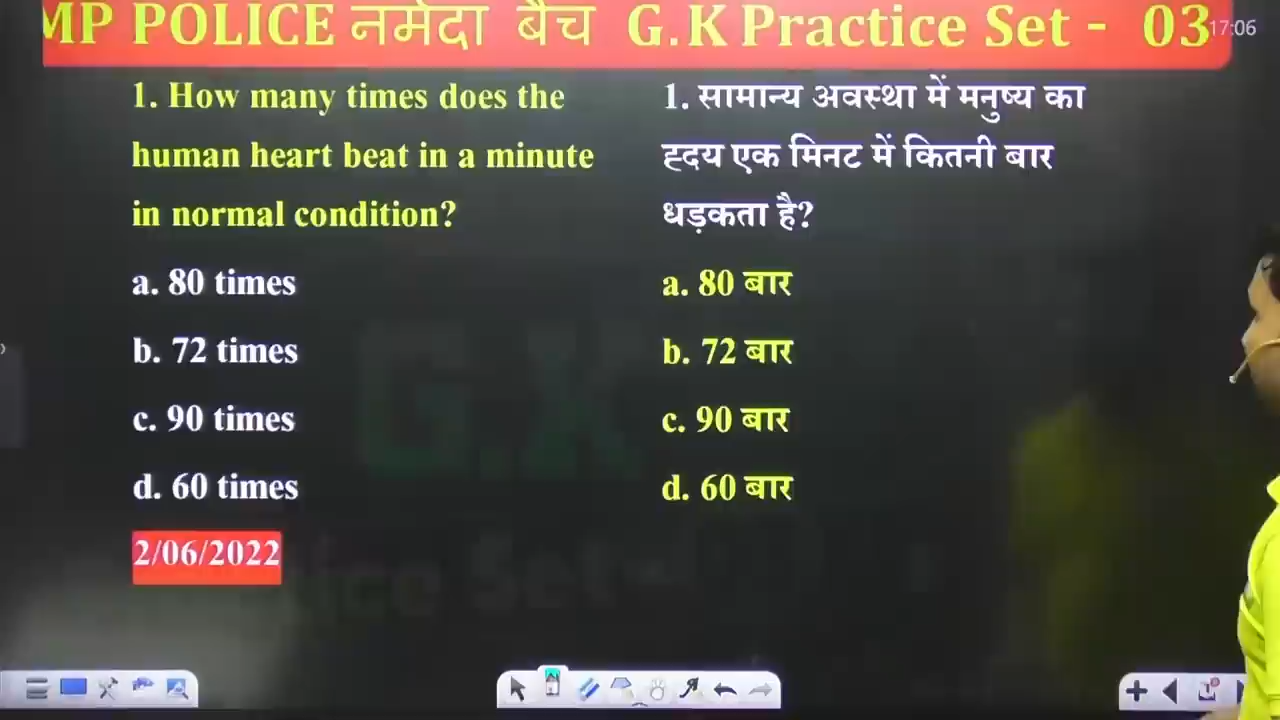 MP POLICE नर्मदा बैच G.K Practice Set - 03
17:06
1. How many times does the
human heart beat in a minute
in normal condition?
a. 80 times
b. 72 times
c. 90 times
d. 60 times
2/06/2022
1. सामान्य अवस्था में मनुष्य का
ह्दय एक मिनट में कितनी बार
धड़कता है?
a. 80 बार
b. 72 बार
c. 90 बार
d. 60 बार
G.K
Set -